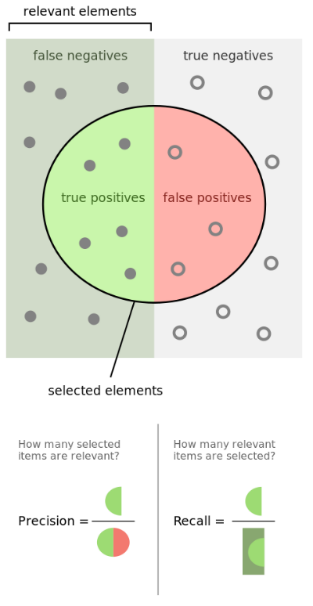 relevant elements
false negatives
true negatives
true positives
false positives
selected elements
How many selected
items are relevant?
Precision =
How many relevant
items are selected?
Recall =